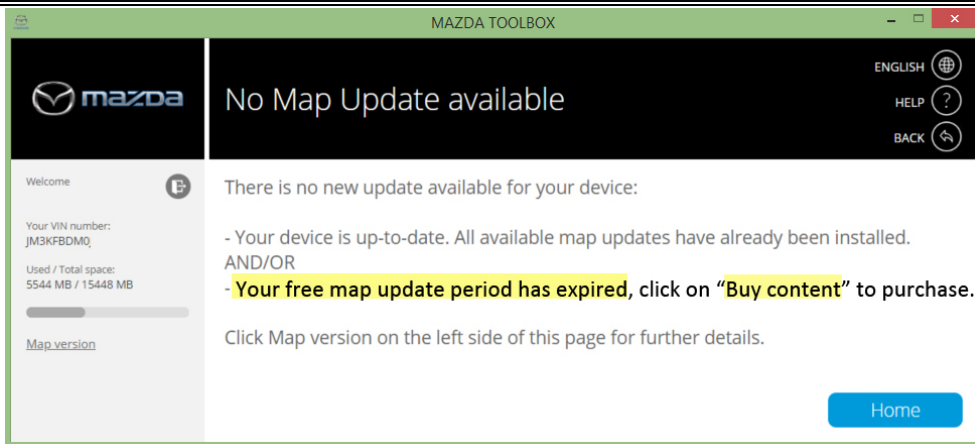 MAZDA TOOLBOX
mazda
No Map Update available
ENGLISH
HELP ?
BACK
Welcome
Your VIN number:
JM3KFBDM0
Used / Total space:
5544 MB / 15448 MB
Map version
There is no new update available for your device:
- Your device is up-to-date. All available map updates have already been installed.
AND/OR
- Your free map update period has expired, click on “Buy content” to purchase.
Click Map version on the left side of this page for further details.
Home